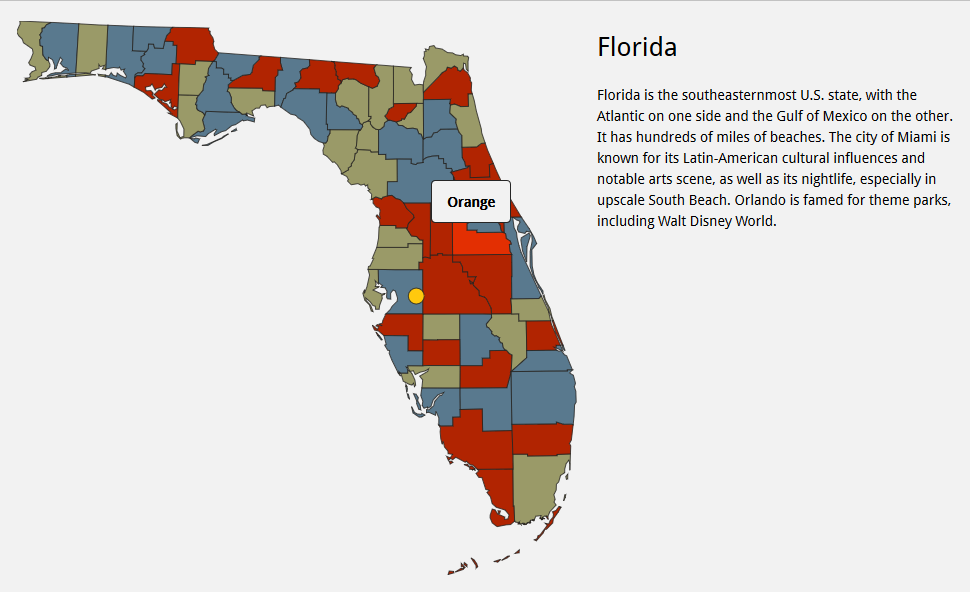 Florida
Florida is the southeasternmost U.S. state, with the
Atlantic on one side and the Gulf of Mexico on the other.
It has hundreds of miles of beaches. The city of Miami is
known for its Latin-American cultural influences and
notable arts scene, as well as its nightlife, especially in
upscale South Beach. Orlando is famed for theme parks,
including Walt Disney World.
Orange